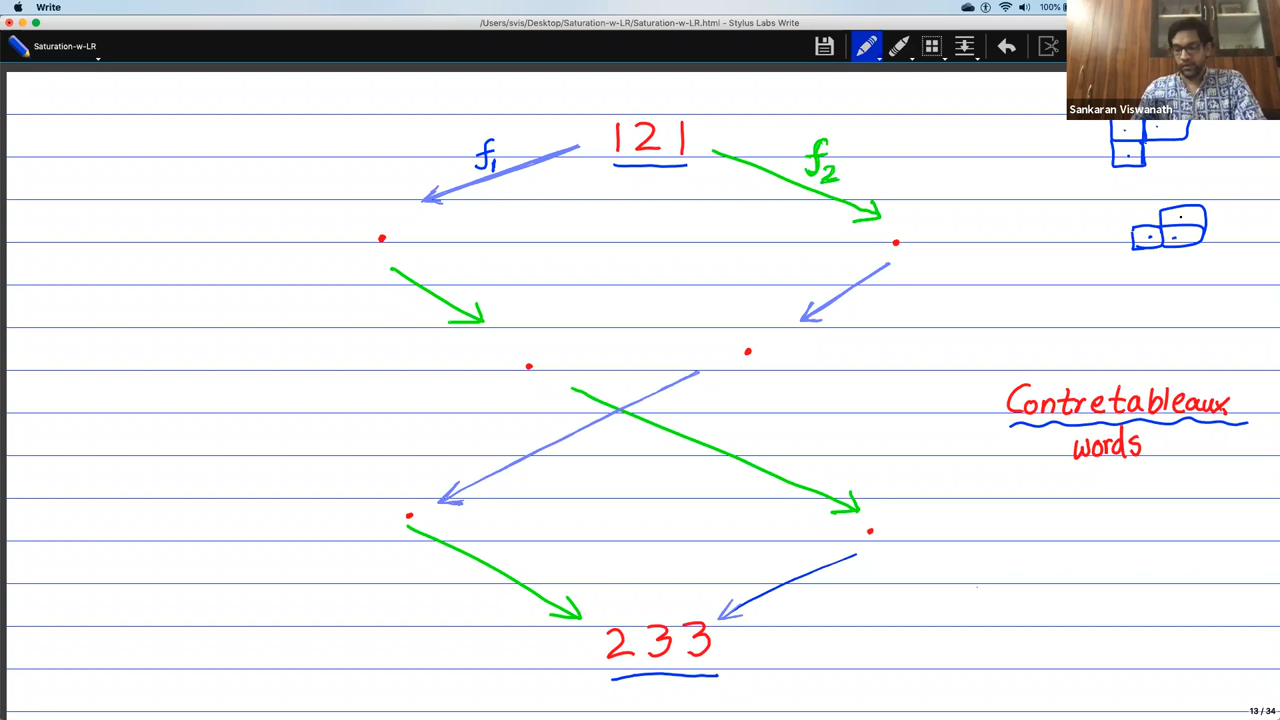 Write
100%
/Users/svis/Desktop/Saturation-w-LR/Saturation-w-LR.html - Stylus Labs Write
Saturation-w-LR
Sankaran Viswanath
121
f1
f2
Contretableaux
words
233
13 / 34